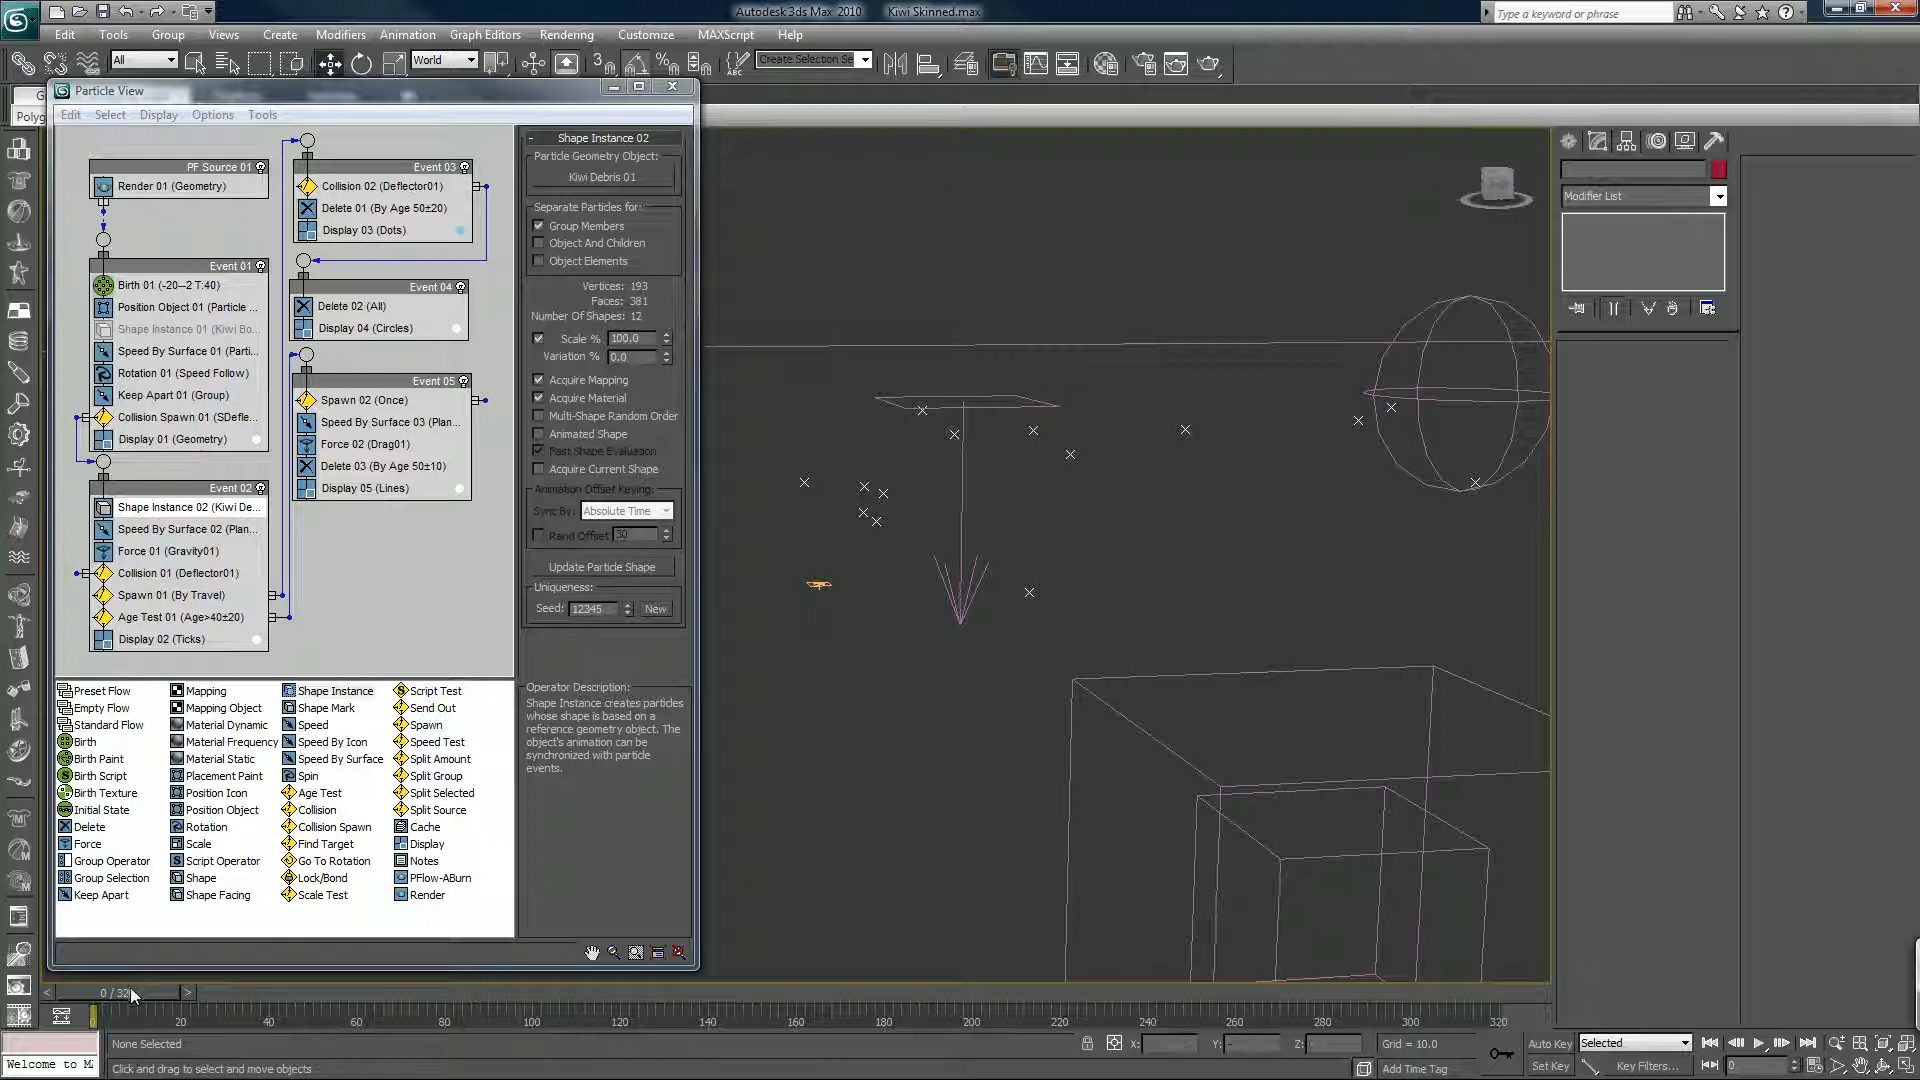 Autodesk 3ds Max 2010 Kiwi Skinned.max
Type a keyword or phrase
Edit Tools Group Views Create Modifiers Animation Graph Editors Rendering Customize MAXScript Help
All World Create Selection Se
Polyg
Particle View
Edit Select Display Options Tools
PF Source 01
Render 01 (Geometry)
Event 01
Birth 01 (-20--2 T:40)
Position Object 01 (Particle ...
Shape Instance 01 (Kiwi Bo...
Speed By Surface 01 (Parti...
Rotation 01 (Speed Follow)
Keep Apart 01 (Group)
Collision Spawn 01 (SDefle...
Display 01 (Geometry)
Event 02
Shape Instance 02 (Kiwi De...
Speed By Surface 02 (Plan...
Force 01 (Gravity01)
Collision 01 (Deflector01)
Spawn 01 (By Travel)
Age Test 01 (Age>40±20)
Display 02 (Ticks)
Event 03
Collision 02 (Deflector01)
Delete 01 (By Age 50±20)
Display 03 (Dots)
Event 04
Delete 02 (All)
Display 04 (Circles)
Event 05
Spawn 02 (Once)
Speed By Surface 03 (Plan...
Force 02 (Drag01)
Delete 03 (By Age 50±10)
Display 05 (Lines)
- Shape Instance 02
Particle Geometry Object:
Kiwi Debris 01
Separate Particles for:
Group Members
Object And Children
Object Elements
Vertices: 193
Faces: 381
Number Of Shapes: 12
Scale % 100.0
Variation % 0.0
Acquire Mapping
Acquire Material
Multi-Shape Random Order
Animated Shape
Fast Shape Evaluation
Acquire Current Shape
Animation Offset Keying:
Sync By: Absolute Time
Rand Offset 30
Update Particle Shape
Uniqueness:
Seed: 12345 New
Operator Description:
Shape Instance creates particles
whose shape is based on a
reference geometry object. The
object's animation can be
synchronized with particle
events.
Preset Flow Mapping Shape Instance Script Test
Empty Flow Mapping Object Shape Mark Send Out
Standard Flow Material Dynamic Speed Spawn
Birth Material Frequency Speed By Icon Speed Test
Birth Paint Material Static Speed By Surface Split Amount
Birth Script Placement Paint Spin Split Group
Birth Texture Position Icon Age Test Split Selected
Initial State Position Object Collision Split Source
Delete Rotation Collision Spawn Cache
Force Scale Find Target Display
Group Operator Script Operator Go To Rotation Notes
Group Selection Shape Lock/Bond PFlow-ABurn
Keep Apart Shape Facing Scale Test Render
Modifier List
< 0 / 32 >
0 20 40 60 80 100 120 140 160 180 200 220 240 260 280 300 320
None Selected X: Y: Z: Grid = 10.0 Auto Key Selected
Welcome to M Click and drag to select and move objects Add Time Tag Set Key Key Filters... 0